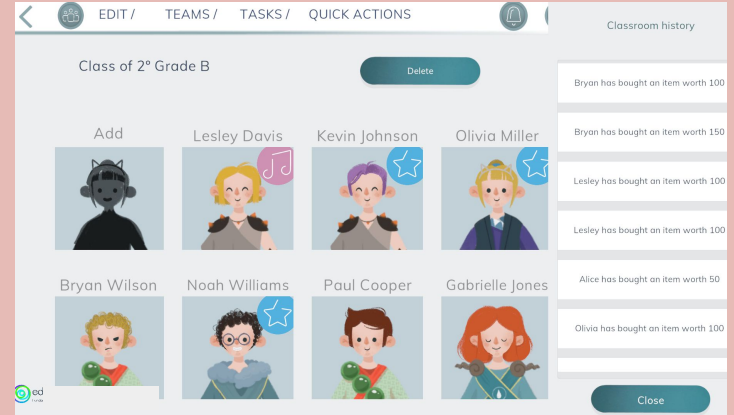 EDIT / TEAMS / TASKS / QUICK ACTIONS
Class of 2º Grade B
Delete
Add
Lesley Davis
Kevin Johnson
Olivia Miller
Bryan Wilson
Noah Williams
Paul Cooper
Gabrielle Jones
ed
Classroom history
Bryan has bought an item worth 100
Bryan has bought an item worth 150
Lesley has bought an item worth 100
Lesley has bought an item worth 100
Alice has bought an item worth 50
Olivia has bought an item worth 100
Close